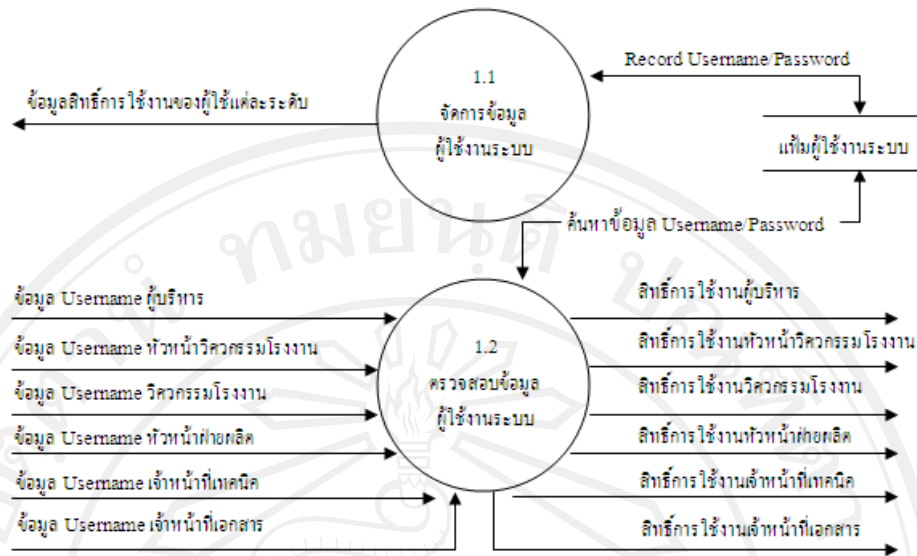 1.1
จัดการข้อมูล
ผู้ใช้งานระบบ
Record Username/Password
ข้อมูลสิทธิ์การใช้งานของผู้ใช้แต่ละระดับ
แฟ้มผู้ใช้งานระบบ
ค้นหาข้อมูล Username/Password
ข้อมูล Username ผู้บริหาร
ข้อมูล Username หัวหน้าวิศวกรรมโรงงาน
ข้อมูล Username วิศวกรรมโรงงาน
ข้อมูล Username หัวหน้าฝ่ายผลิต
ข้อมูล Username เจ้าหน้าที่เทคนิค
ข้อมูล Username เจ้าหน้าที่เอกสาร
1.2
ตรวจสอบข้อมูล
ผู้ใช้งานระบบ
สิทธิ์การใช้งานผู้บริหาร
สิทธิ์การใช้งานหัวหน้าวิศวกรรมโรงงาน
สิทธิ์การใช้งานวิศวกรรมโรงงาน
สิทธิ์การใช้งานหัวหน้าฝ่ายผลิต
สิทธิ์การใช้งานเจ้าหน้าที่เทคนิค
สิทธิ์การใช้งานเจ้าหน้าที่เอกสาร